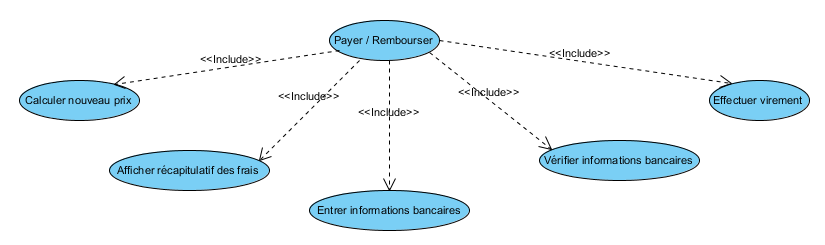 Payer / Rembourser
<<Include>>
<<Include>>
<<Include>>
<<Include>>
<<Include>>
Calculer nouveau prix
Effectuer virement
Afficher récapitulatif des frais
Vérifier informations bancaires
Entrer informations bancaires